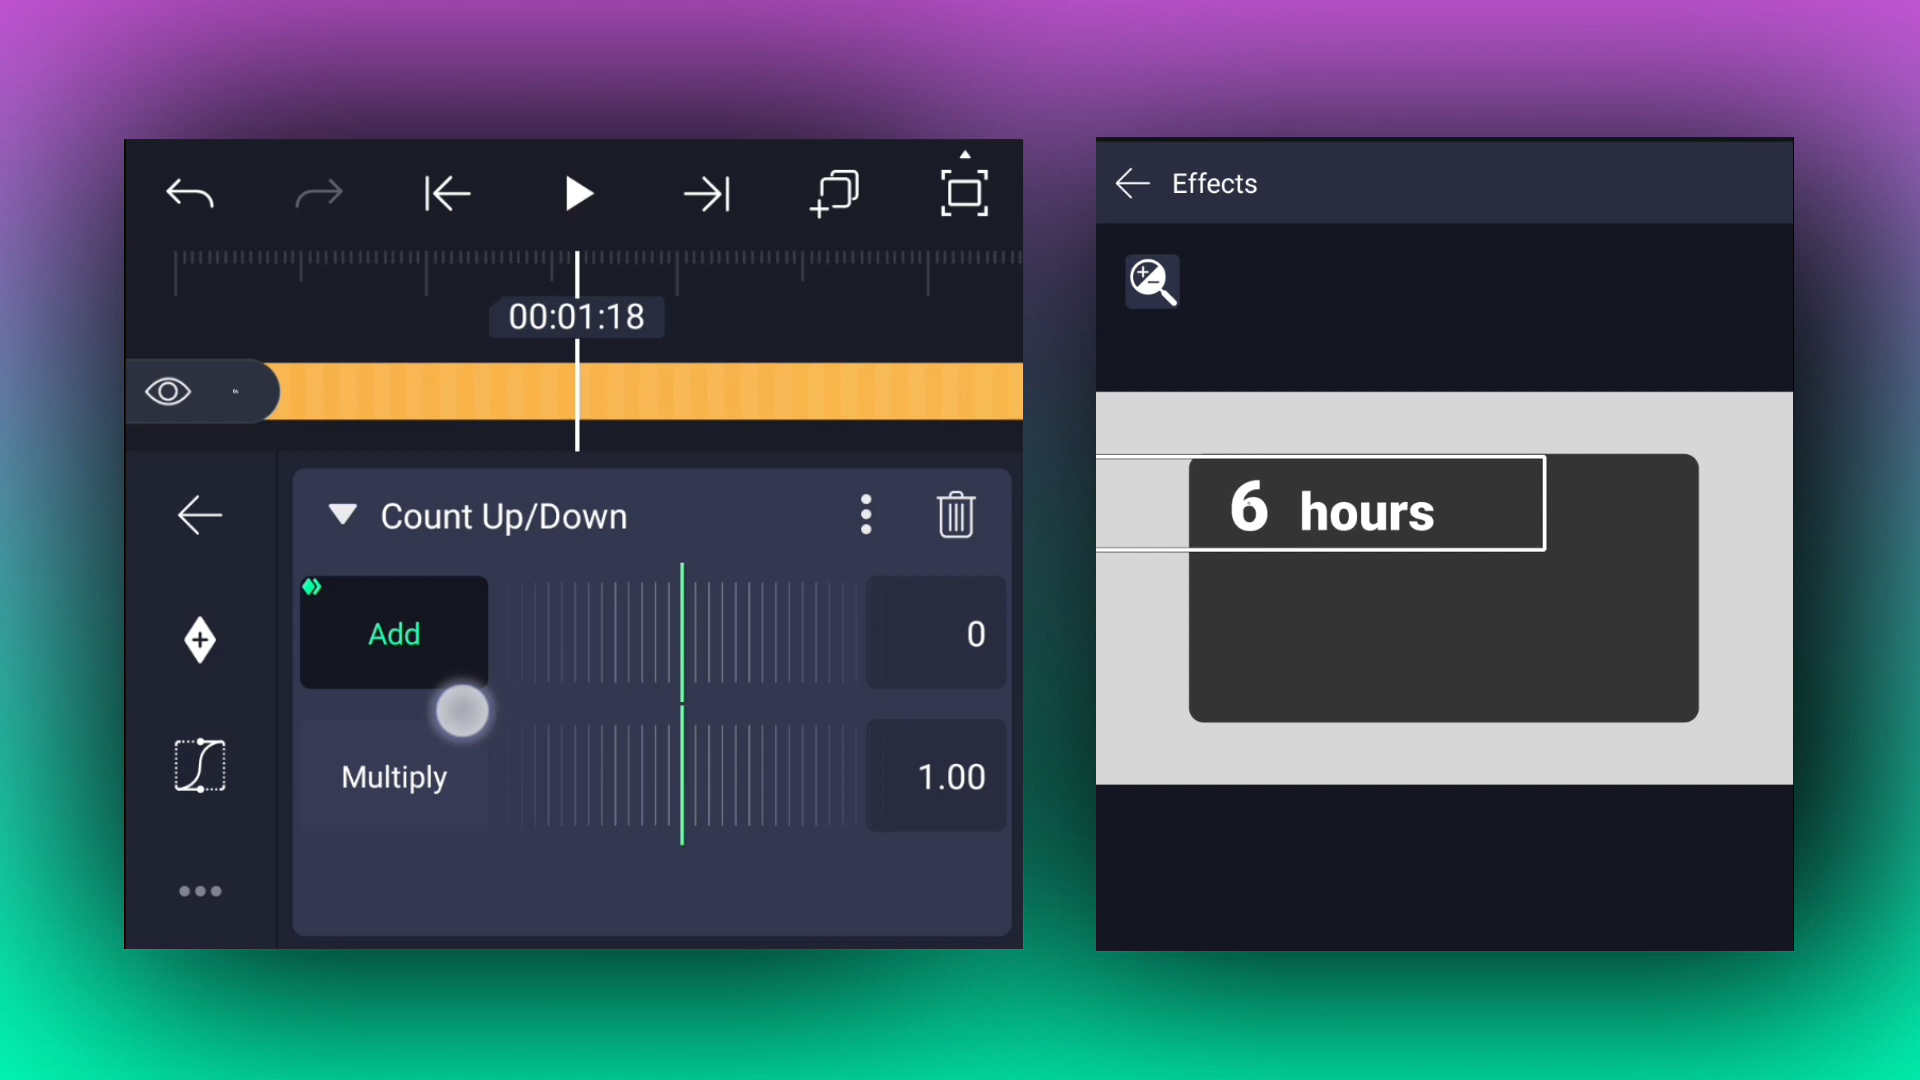 00:01:18
Count Up/Down
Add
0
Multiply
1.00
Effects
6 hours